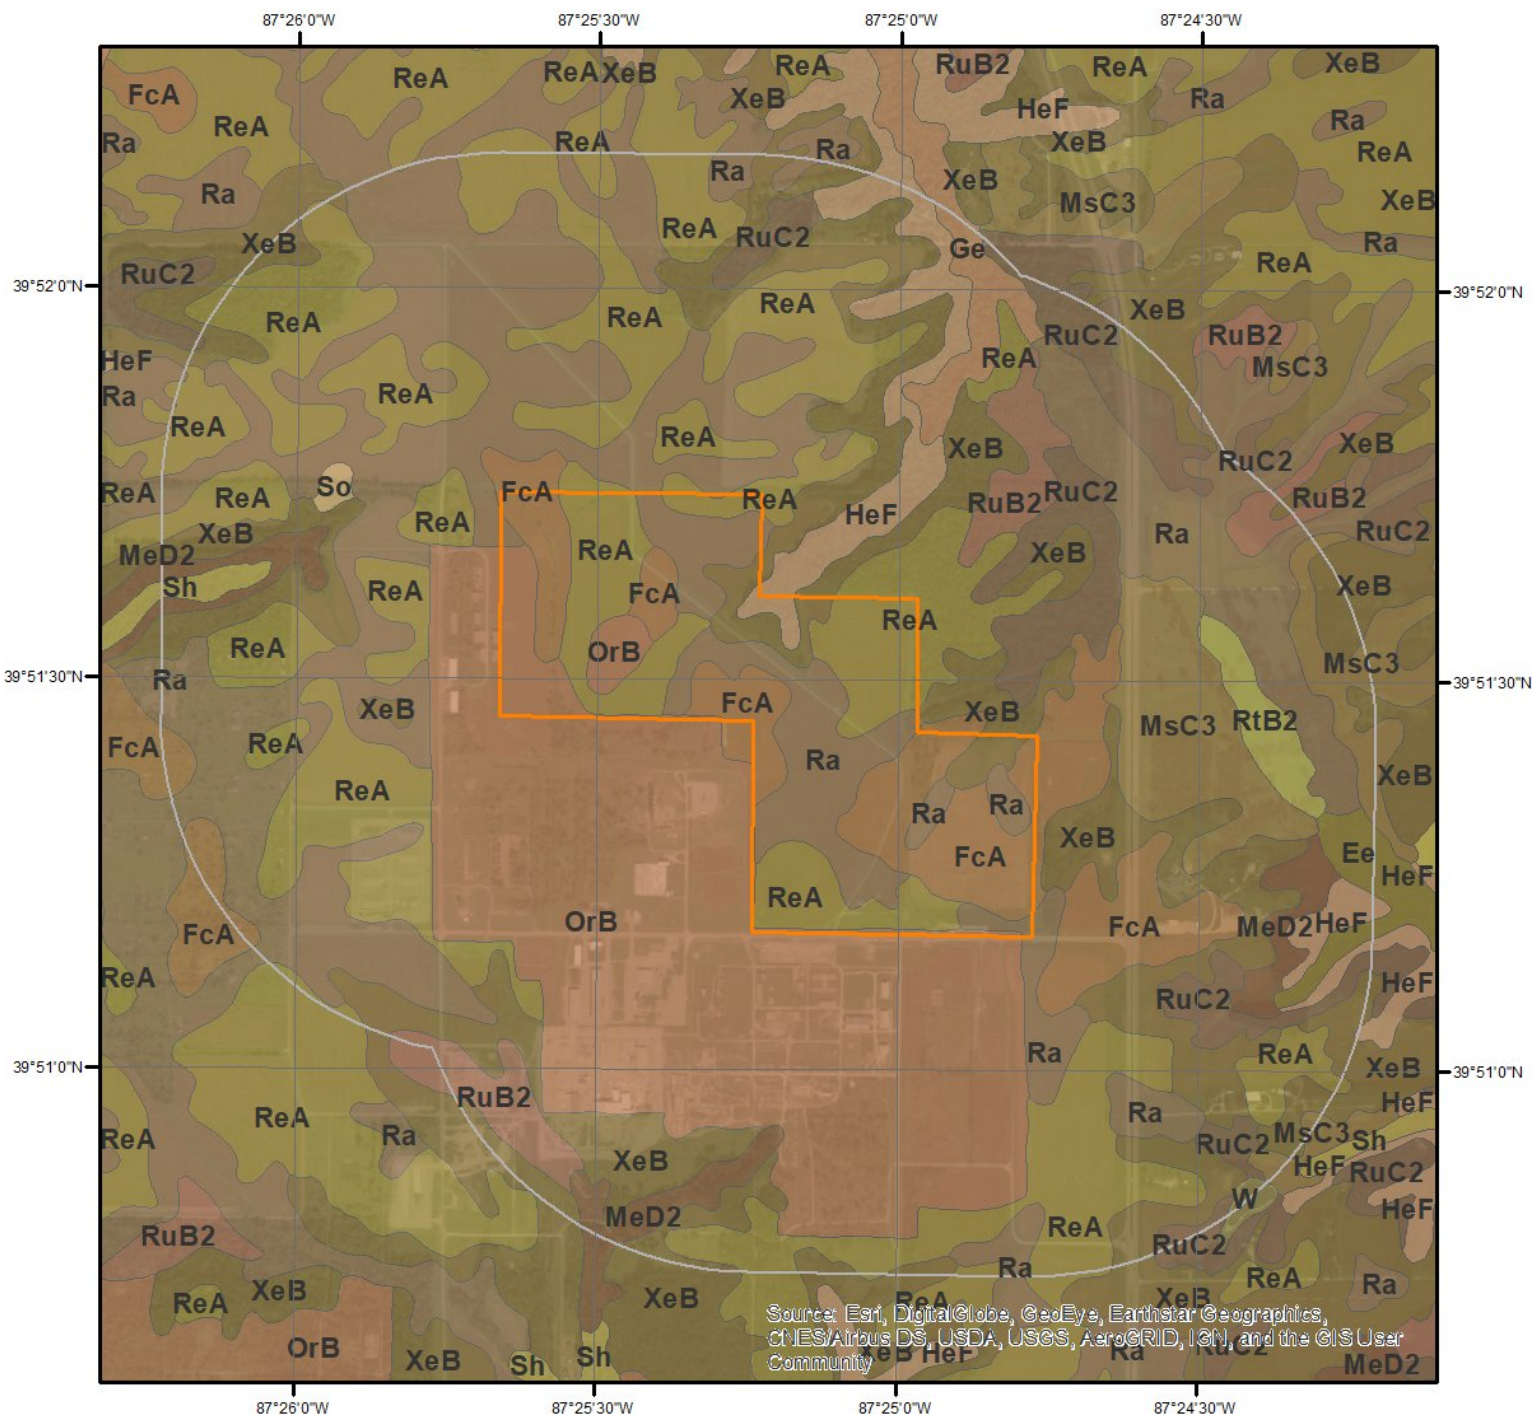 87°26'0"W 87°25'30"W 87°25'0"W 87°24'30"W
ReA XeB ReA RuB2 ReA XeB
FcA ReA XeB HeF Ra Ra
ReA ReA XeB
Ra Ra Ra ReA
Ra XeB MsC3 XeB
XeB ReA RuC2 Ge Ra
RuC2 ReA
39°52'0"N 39°52'0"N
ReA ReA ReA XeB
HeF ReA RuC2 RuB2 MsC3
Ra ReA
ReA ReA XeB XeB
RuC2
ReA ReA So FcA ReA RuB2 RuC2 RuB2
XeB ReA HeF Ra RuC2
MeD2 ReA XeB
Sh ReA FcA XeB
ReA OrB ReA
MsC3
39°51'30"N Ra 39°51'30"N
XeB FcA XeB MsC3 RtB2
FcA ReA Ra XeB
ReA Ra Ra
XeB Ee
FcA HeF
ReA
FcA OrB FcA MeD2 HeF
ReA HeF
RuC2
Ra ReA
39°51'0"N XeB 39°51'0"N
RuB2 HeF
ReA Ra
ReA Ra RuC2 MsC3 Sh
XeB HeF RuC2
W
RuB2 MeD2 ReA HeF
RuC2
Ra ReA Ra
XeB XeB XeB
ReA ReA
Source: Esri, DigitalGlobe, GeoEye, Earthstar Geographics,
CNES/Airbus DS, USDA, USGS, AeroGRID, IGN, and the GIS User
Community
OrB XeB Sh Sh XeB HeF Ra RuC2 MeD2
87°26'0"W 87°25'30"W 87°25'0"W 87°24'30"W